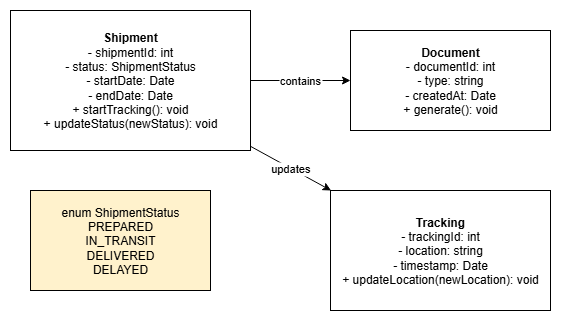 Shipment
- shipmentId: int
- status: ShipmentStatus
- startDate: Date
- endDate: Date
+ startTracking(): void
+ updateStatus(newStatus): void
contains
Document
- documentId: int
- type: string
- createdAt: Date
+ generate(): void
updates
enum ShipmentStatus
PREPARED
IN_TRANSIT
DELIVERED
DELAYED
Tracking
- trackingId: int
- location: string
- timestamp: Date
+ updateLocation(newLocation): void